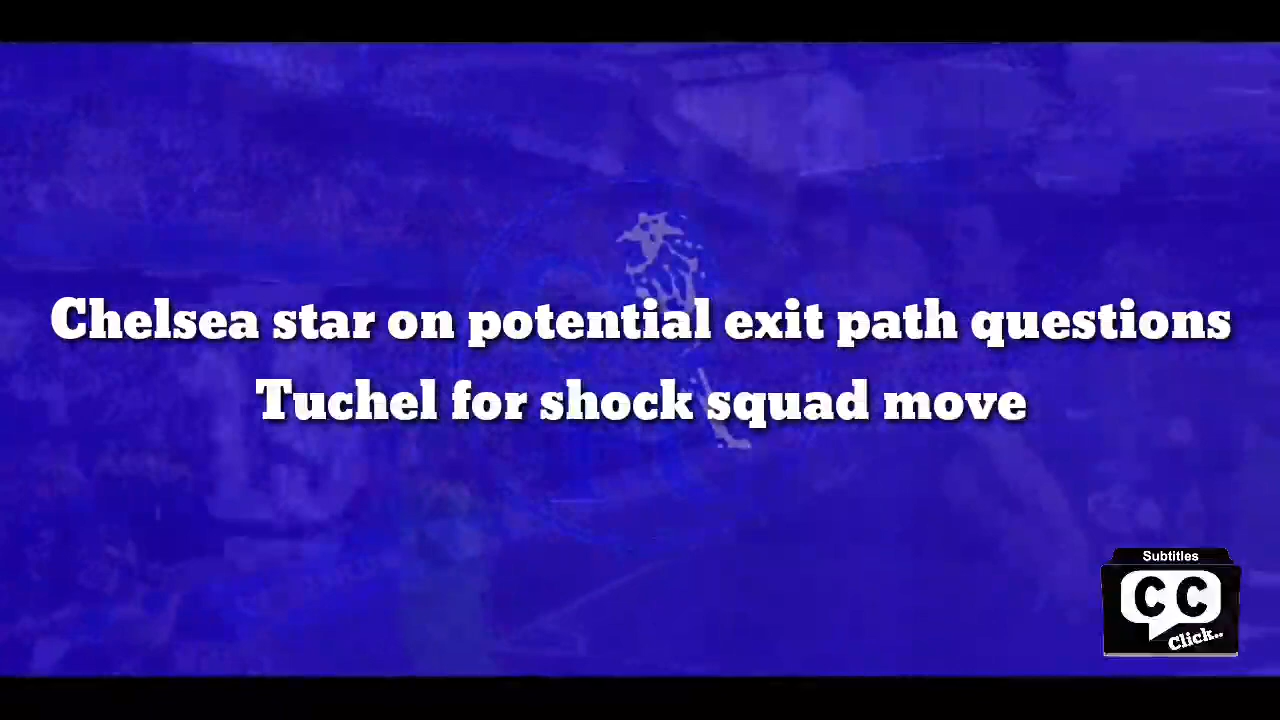 Chelsea star on potential exit path questions
Tuchel for shock squad move
Subtitles
CC
Click..